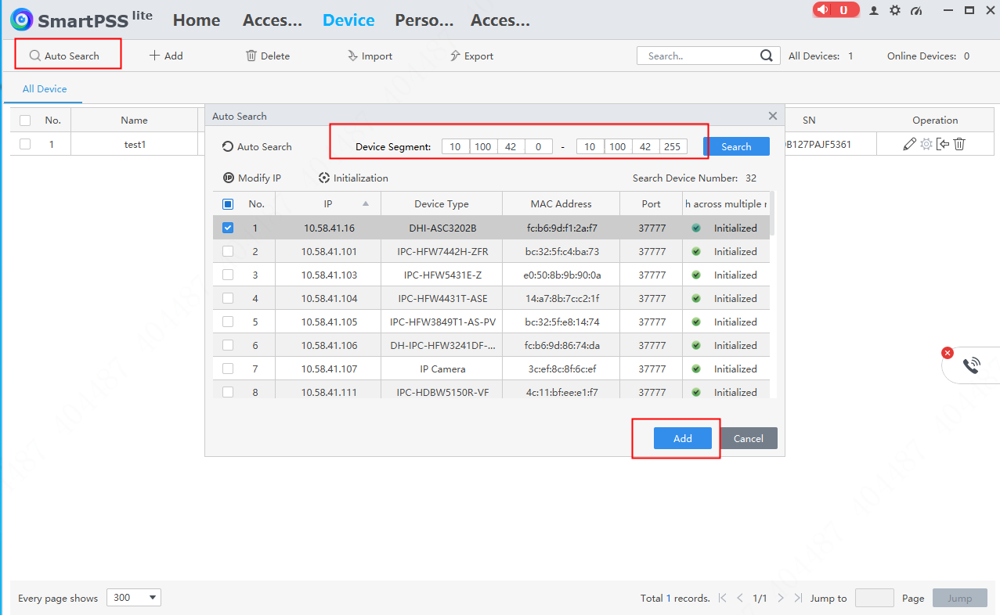 SmartPSS lite Home Acces... Device Perso... Acces... U
Auto Search Add Delete Import Export Search.. All Devices: 1 Online Devices: 0
All Device
No. Name SN Operation
1 test1 B127PAJF5361
Auto Search
Auto Search Device Segment: 10 100 42 0 - 10 100 42 255 Search
IP Modify IP Initialization Search Device Number: 32
No. IP Device Type MAC Address Port h across multiple
1 10.58.41.16 DHI-ASC3202B fc:b6:9d:f1:2a:f7 37777 Initialized
2 10.58.41.101 IPC-HFW7442H-ZFR bc:32:5f:c4:ba:73 37777 Initialized
3 10.58.41.103 IPC-HFW5431E-Z e0:50:8b:9b:90:0a 37777 Initialized
4 10.58.41.104 IPC-HFW4431T-ASE 14:a7:8b:7c:c2:1f 37777 Initialized
5 10.58.41.105 IPC-HFW3849T1-AS-PV bc:32:5f:e8:14:74 37777 Initialized
6 10.58.41.106 DH-IPC-HFW3241DF-... fc:b6:9d:86:74:da 37777 Initialized
7 10.58.41.107 IP Camera 3c:ef:8c:8f:6c:ef 37777 Initialized
8 10.58.41.111 IPC-HDBW5150R-VF 4c:11:bf:ee:e1:f7 37777 Initialized
Add Cancel
Every page shows 300 Total 1 records. 1/1 Jump to Page Jump